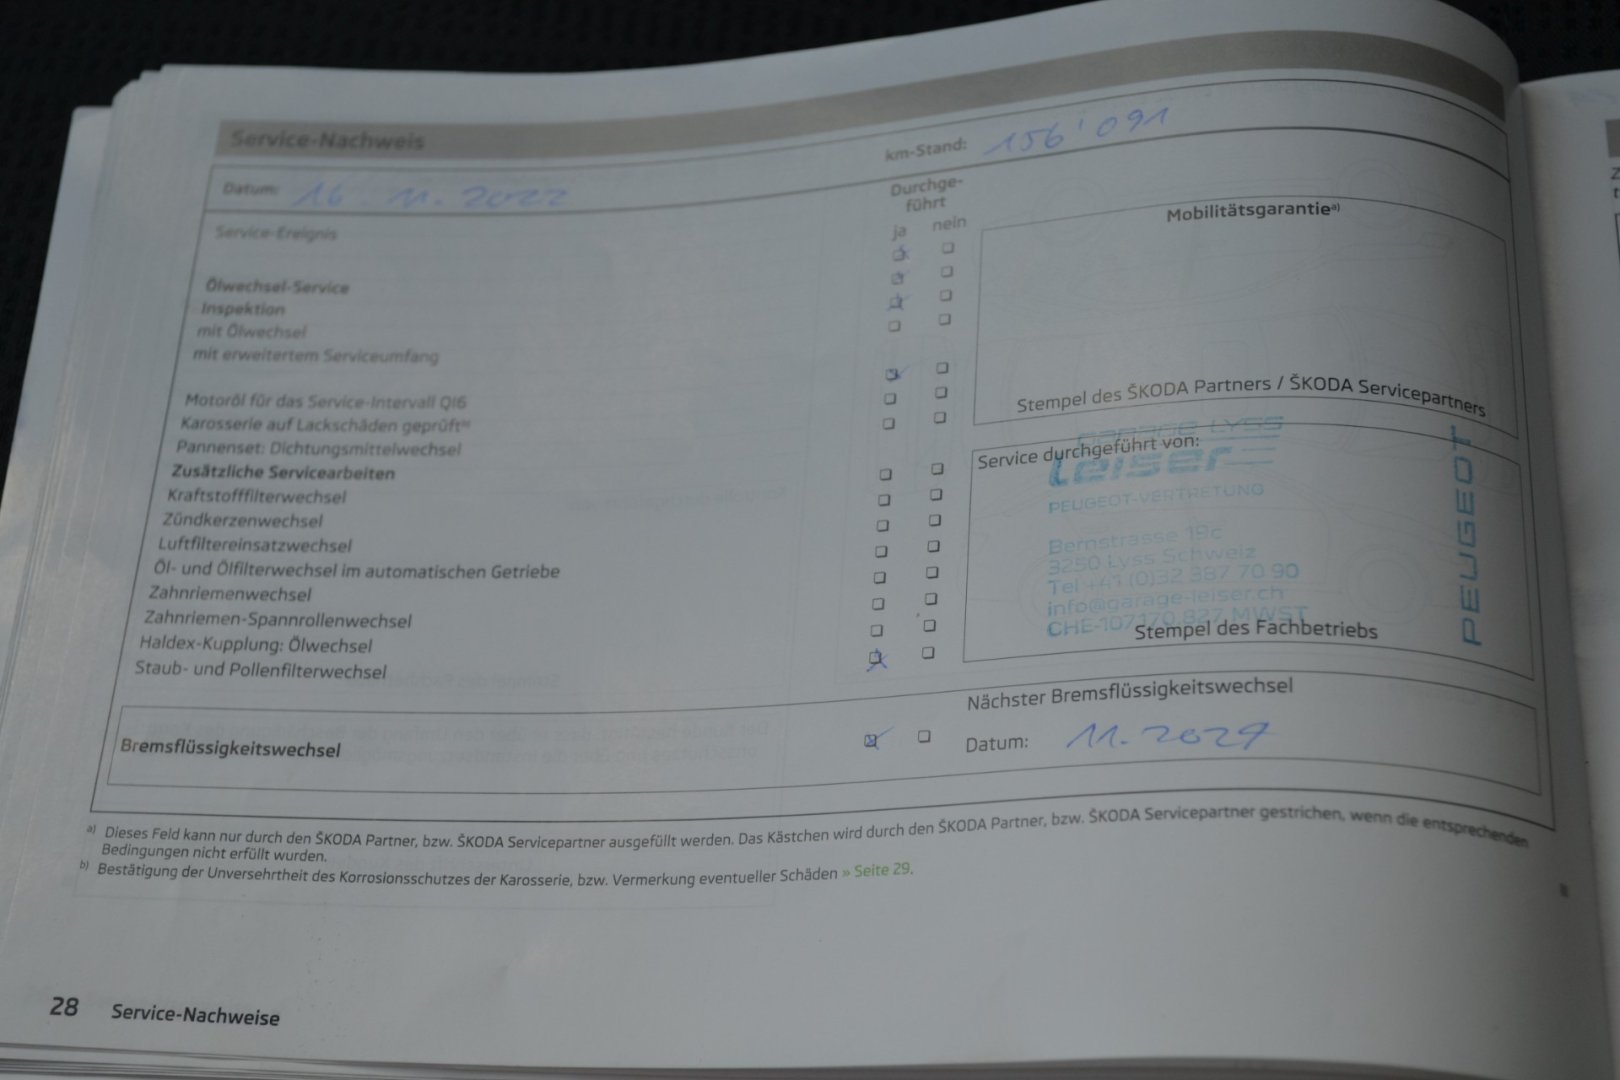 Service-Nachweis
Datum: 16. 11. 2022
km-Stand: 156'091
Service-Ereignis
Durchge-
führt
ja nein
Ölwechsel-Service
Inspektion
mit Ölwechsel
mit erweitertem Serviceumfang
Motoröl für das Service-Intervall QI6
Karosserie auf Lackschäden geprüft
Pannenset: Dichtungsmittelwechsel
Zusätzliche Servicearbeiten
Kraftstofffilterwechsel
Zündkerzenwechsel
Luftfiltereinsatzwechsel
Öl- und Ölfilterwechsel im automatischen Getriebe
Zahnriemenwechsel
Zahnriemen-Spannrollenwechsel
Haldex-Kupplung: Ölwechsel
Staub- und Pollenfilterwechsel
Mobilitätsgarantie a)
Stempel des ŠKODA Partners / ŠKODA Servicepartners
Service durchgeführt von:
GARAGE LYSS
Leiser
PEUGEOT-VERTRETUNG
Bernstrasse 19c
3250 Lyss Schweiz
Tel +41 (0)32 387 70 90
info@garage-leiser.ch
CHE-107.170.827 MWST
PEUGEOT
Stempel des Fachbetriebs
Bremsflüssigkeitswechsel
Nächster Bremsflüssigkeitswechsel
Datum: 11. 2024
a) Dieses Feld kann nur durch den ŠKODA Partner, bzw. ŠKODA Servicepartner ausgefüllt werden. Das Kästchen wird durch den ŠKODA Partner, bzw. ŠKODA Servicepartner gestrichen, wenn die entsprechenden
Bedingungen nicht erfüllt wurden.
b) Bestätigung der Unversehrtheit des Korrosionsschutzes der Karosserie, bzw. Vermerkung eventueller Schäden » Seite 29.
28 Service-Nachweise